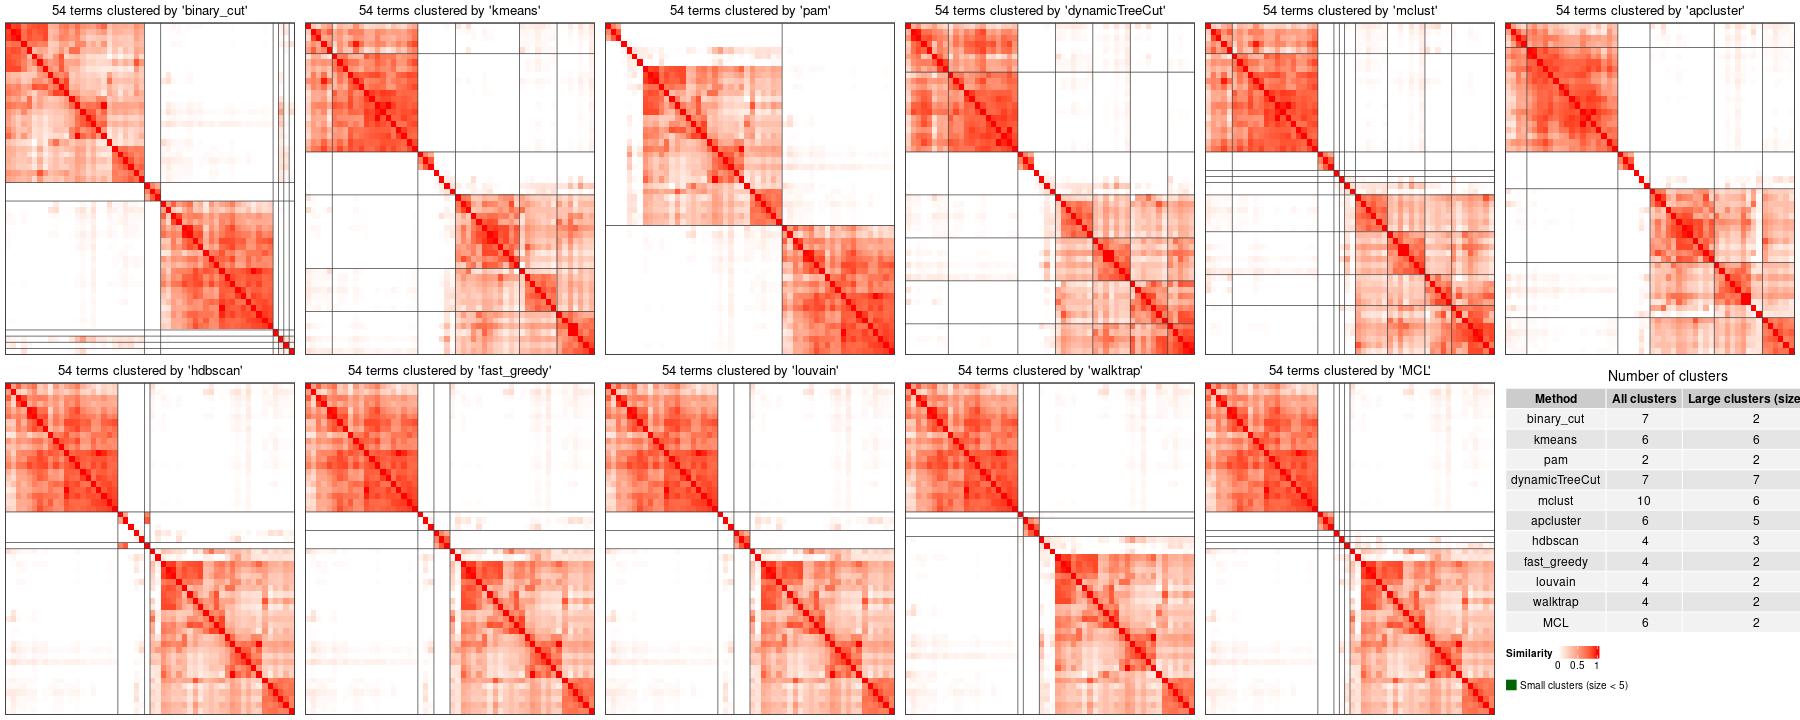 54 terms clustered by 'binary_cut'
54 terms clustered by 'kmeans'
54 terms clustered by 'pam'
54 terms clustered by 'dynamicTreeCut'
54 terms clustered by 'mclust'
54 terms clustered by 'apcluster'
54 terms clustered by 'hdbscan'
54 terms clustered by 'fast_greedy'
54 terms clustered by 'louvain'
54 terms clustered by 'walktrap'
54 terms clustered by 'MCL'
Number of clusters
Method All clusters Large clusters (size
binary_cut 7 2
kmeans 6 6
pam 2 2
dynamicTreeCut 7 7
mclust 10 6
apcluster 6 5
hdbscan 4 3
fast_greedy 4 2
louvain 4 2
walktrap 4 2
MCL 6 2
Similarity
0 0.5 1
Small clusters (size < 5)